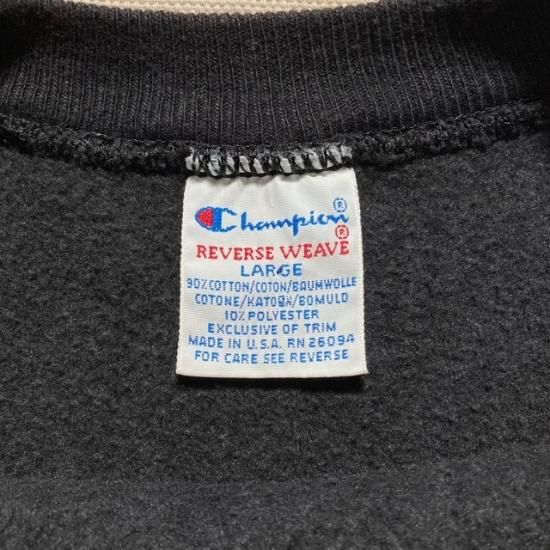 Champion®
REVERSE WEAVE®
LARGE
90% COTTON/COTON/BAUMWOLLE
COTONE/KATOEN/BOMULD
10% POLYESTER
EXCLUSIVE OF TRIM
MADE IN U.S.A. RN 26094
FOR CARE SEE REVERSE